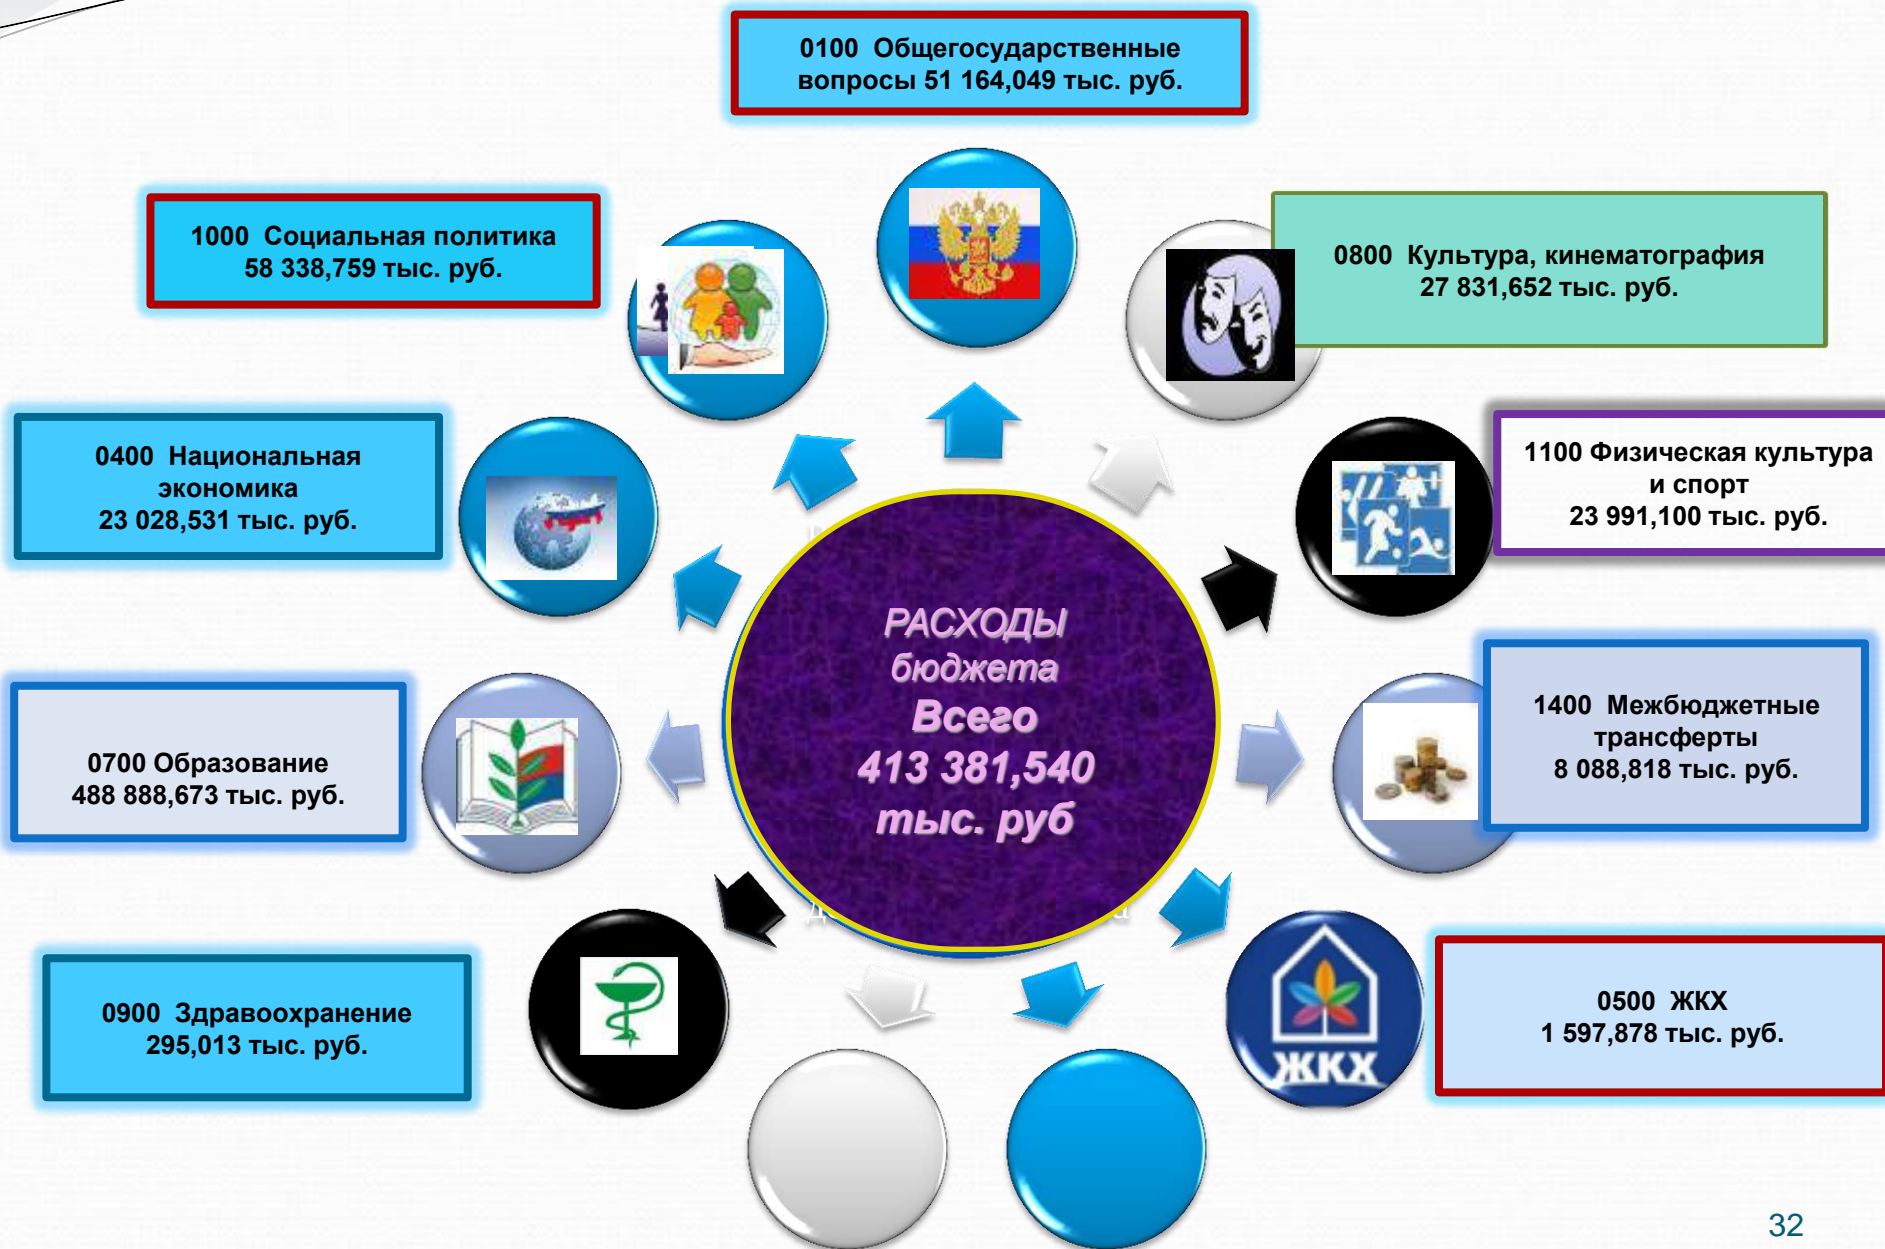 0100 Общегосударственные
вопросы 51 164,049 тыс. руб.
1000 Социальная политика
58 338,759 тыс. руб.
0800 Культура, кинематография
27 831,652 тыс. руб.
0400 Национальная
экономика
23 028,531 тыс. руб.
1100 Физическая культура
и спорт
23 991,100 тыс. руб.
РАСХОДЫ
бюджета
Всего
413 381,540
тыс. руб
0700 Образование
488 888,673 тыс. руб.
1400 Межбюджетные
трансферты
8 088,818 тыс. руб.
0900 Здравоохранение
295,013 тыс. руб.
ЖКХ
0500 ЖКХ
1 597,878 тыс. руб.
32